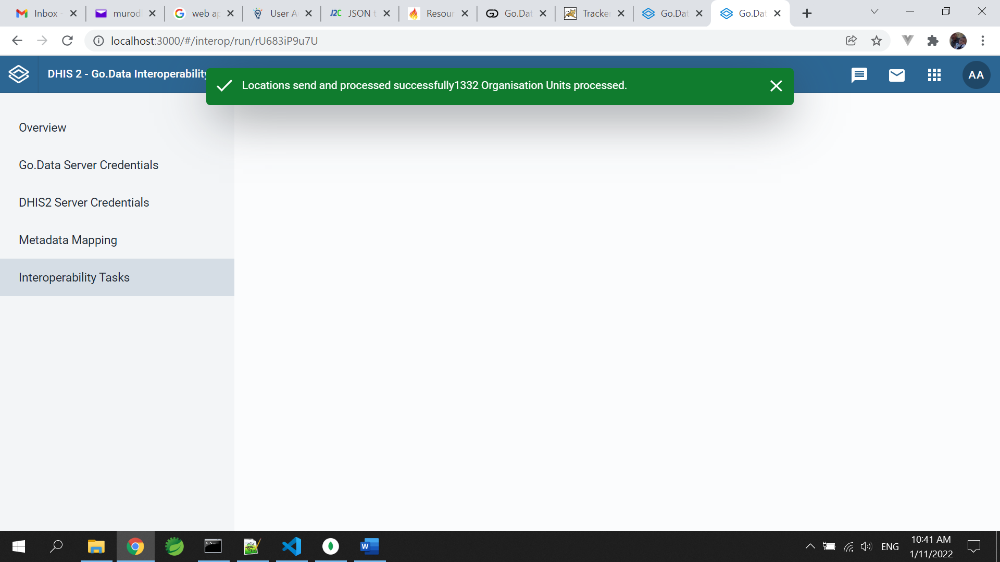 Inbox -
murodl
web ap
User A
J2C JSON t
Resour
Go.Dat
Tracker
Go.Dat
Go.Dat
localhost:3000/#/interop/run/rU683iP9u7U
DHIS 2 - Go.Data Interoperability
Locations send and processed successfully1332 Organisation Units processed.
AA
Overview
Go.Data Server Credentials
DHIS2 Server Credentials
Metadata Mapping
Interoperability Tasks
ENG
10:41 AM
1/11/2022